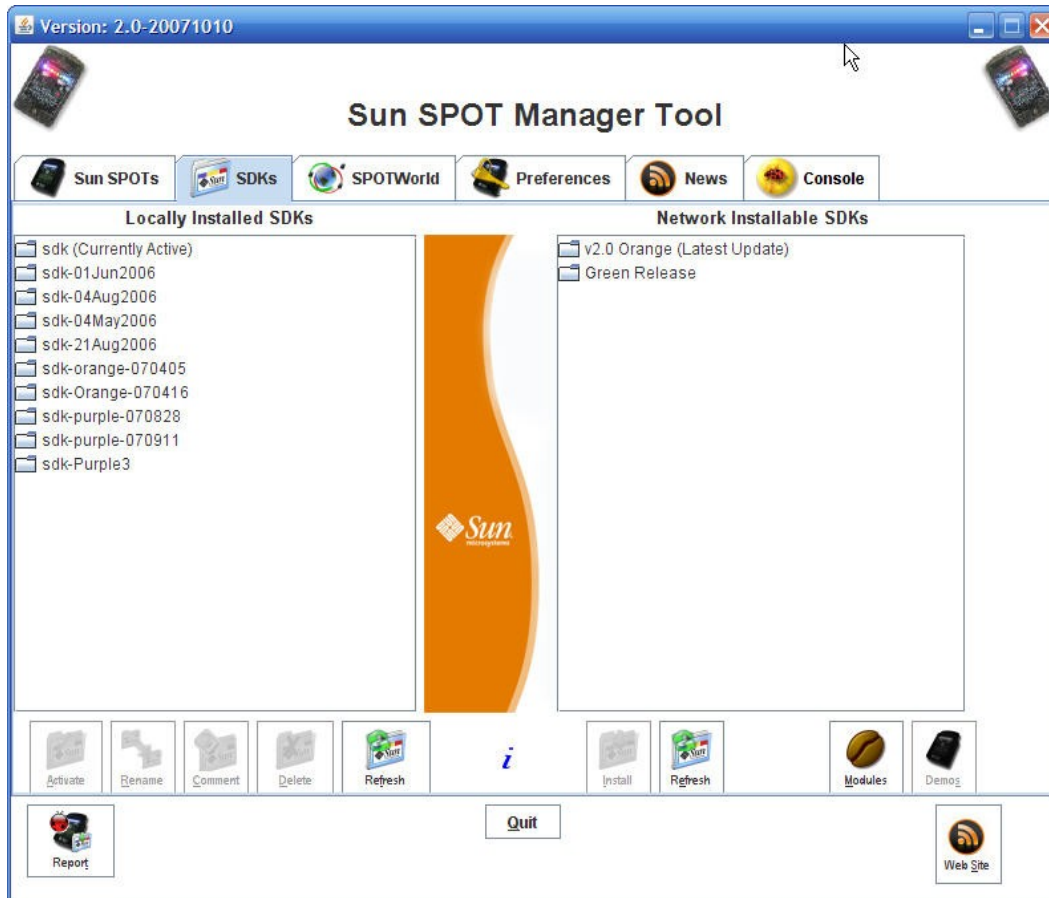 Version: 2.0-20071010
Sun SPOT Manager Tool
Sun SPOTs SDKs SPOTWorld Preferences News Console
Locally Installed SDKs Network Installable SDKs
sdk (Currently Active)
sdk-01Jun2006
sdk-04Aug2006
sdk-04May2006
sdk-21Aug2006
sdk-orange-070405
sdk-Orange-070416
sdk-purple-070828
sdk-purple-070911
sdk-Purple3
Sun
microsystems
v2.0 Orange (Latest Update)
Green Release
Activate Rename Comment Delete Refresh i Install Refresh Modules Demos
Report Quit Web Site